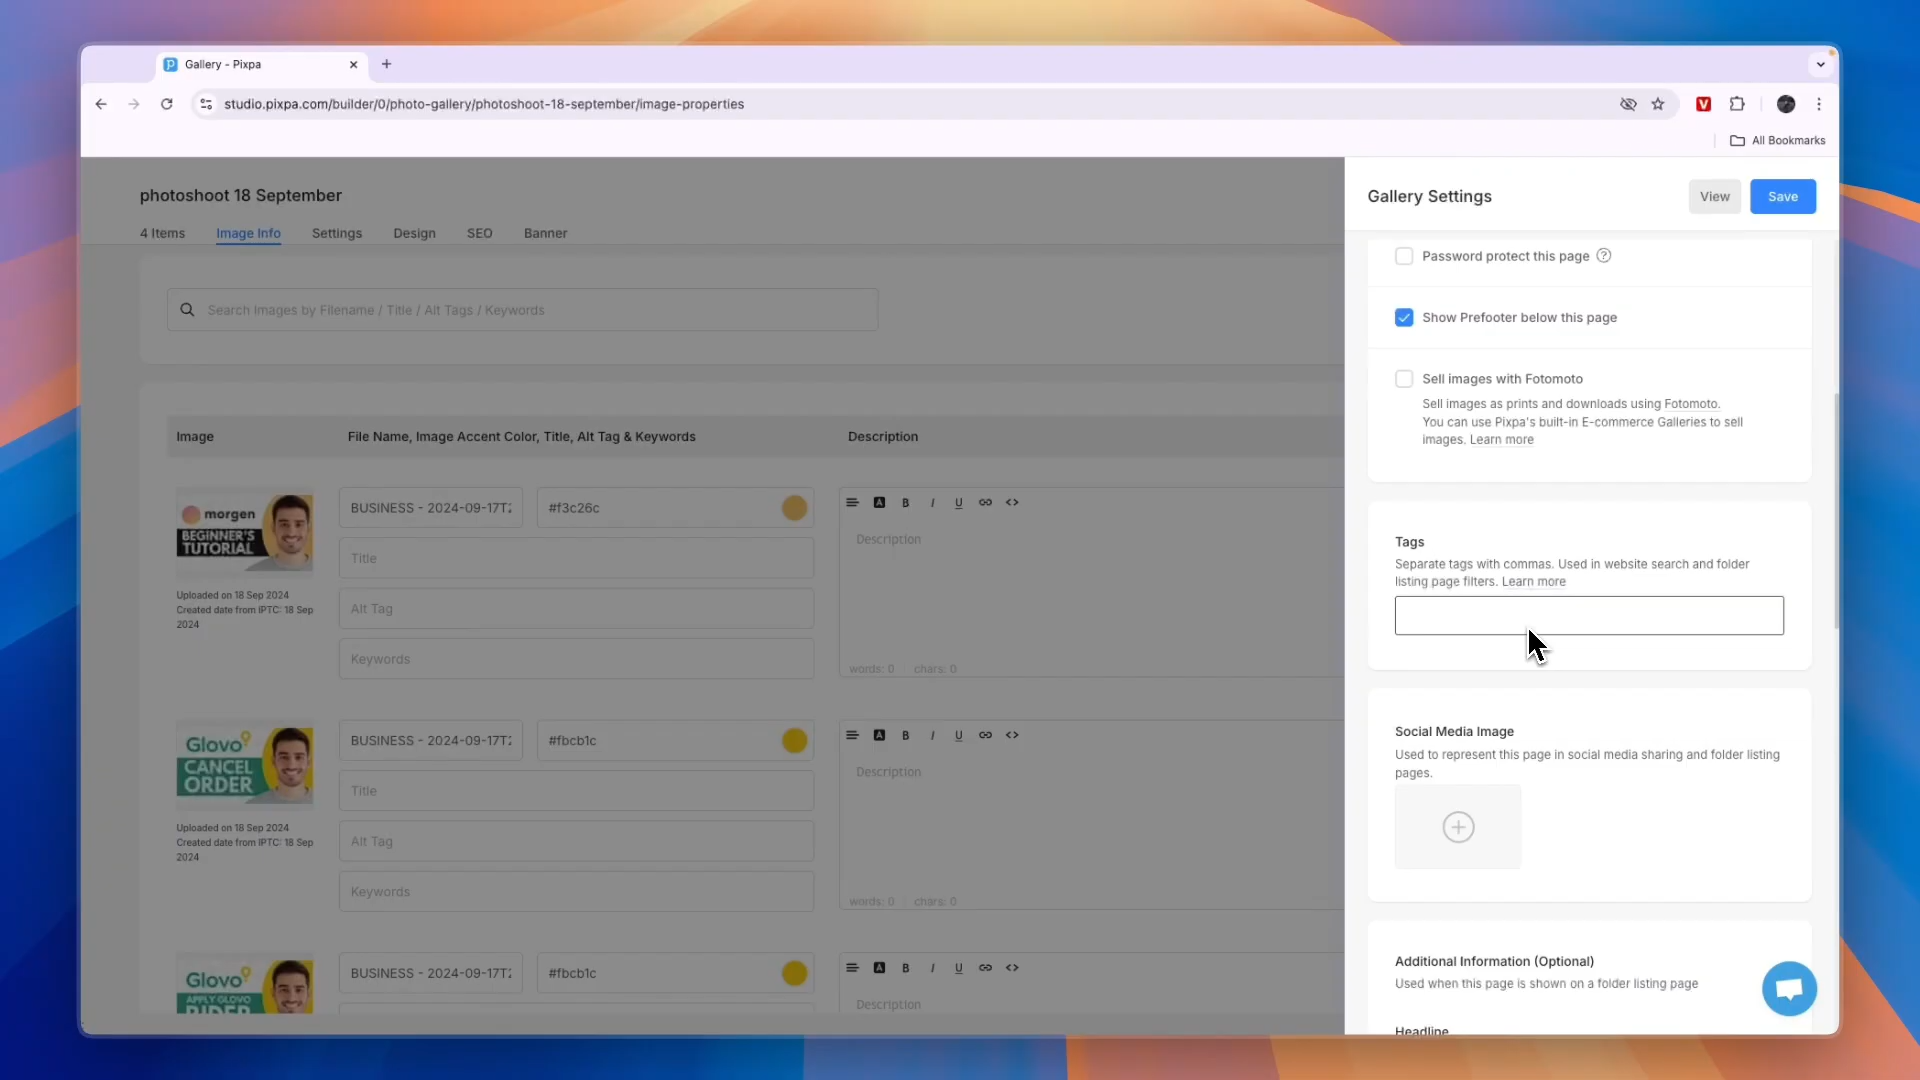 Gallery - Pixpa
studio.pixpa.com/builder/0/photo-gallery/photoshoot-18-september/image-properties
All Bookmarks
photoshoot 18 September
4 Items
Image Info
Settings
Design
SEO
Banner
Search Images by Filename / Title / Alt Tags / Keywords
Image
File Name, Image Accent Color, Title, Alt Tag & Keywords
Description
morgen
BEGINNER'S
TUTORIAL
Uploaded on 18 Sep 2024
Created date from IPTC: 18 Sep
2024
BUSINESS - 2024-09-17T
#f3c26c
Title
Alt Tag
Keywords
Description
words: 0
chars: 0
Glovo
CANCEL
ORDER
Uploaded on 18 Sep 2024
Created date from IPTC: 18 Sep
2024
BUSINESS - 2024-09-17T
#fbcb1c
Title
Alt Tag
Keywords
Description
words: 0
chars: 0
Glovo
APPLY GLOVO
RIDER
BUSINESS - 2024-09-17T
#fbcb1c
Description
Gallery Settings
View
Save
Password protect this page
Show Prefooter below this page
Sell images with Fotomoto
Sell images as prints and downloads using Fotomoto.
You can use Pixpa's built-in E-commerce Galleries to sell
images. Learn more
Tags
Separate tags with commas. Used in website search and folder
listing page filters. Learn more
Social Media Image
Used to represent this page in social media sharing and folder listing
pages.
Additional Information (Optional)
Used when this page is shown on a folder listing page
Headline